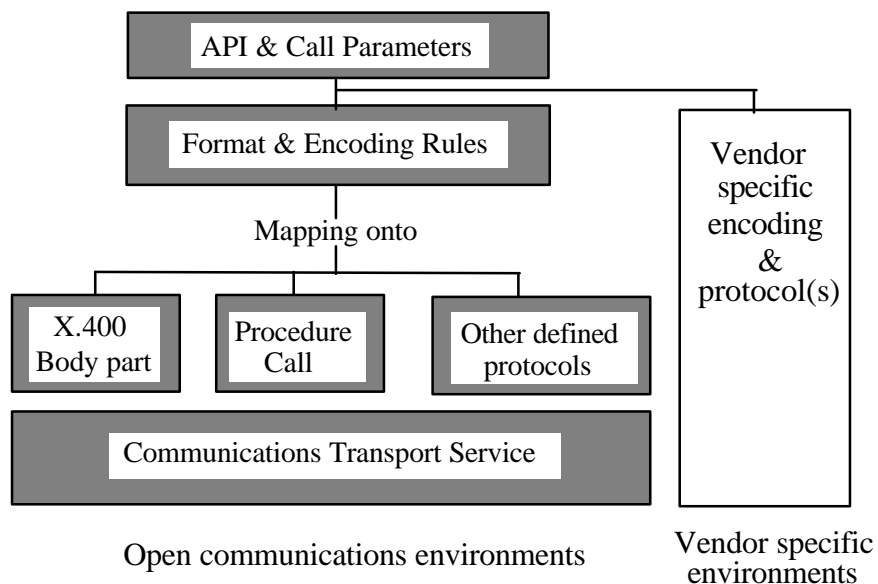 API & Call Parameters
Format & Encoding Rules
Vendor
specific
encoding
&
protocol(s)
Mapping onto
X.400
Body part
Procedure
Call
Other defined
protocols
Communications Transport Service
Open communications environments
Vendor specific
environments